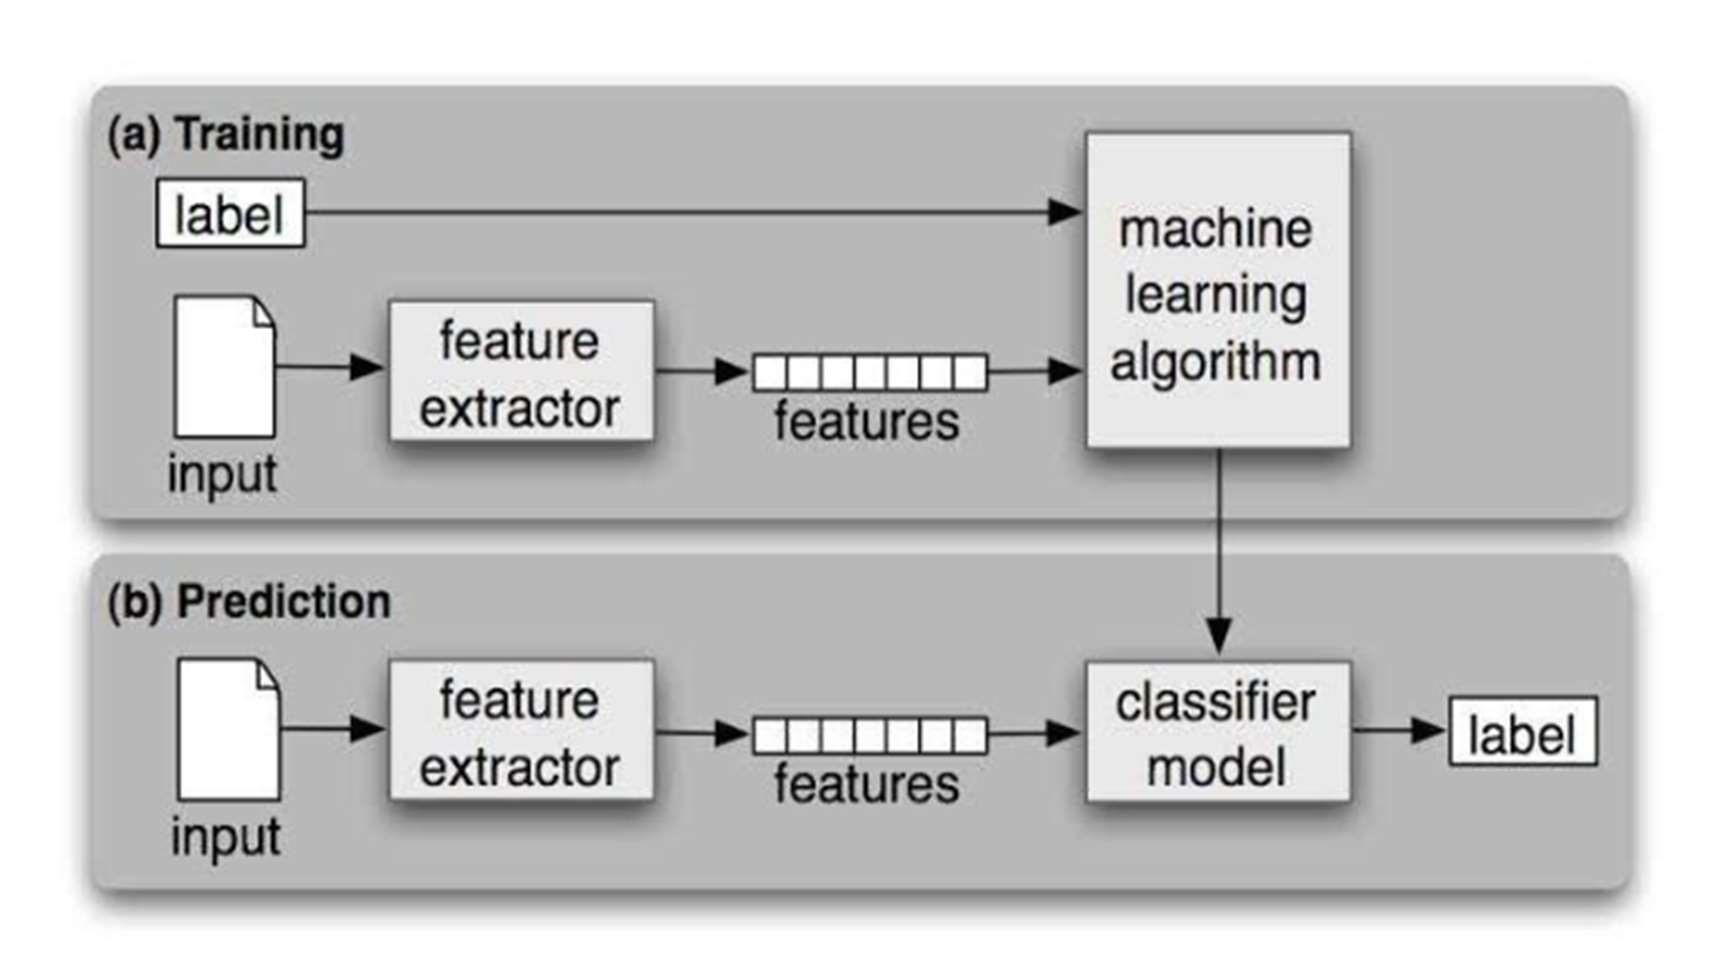 (a) Training
label
machine
learning
algorithm
feature
extractor
features
input
(b) Prediction
feature
extractor
features
classifier
model
label
input